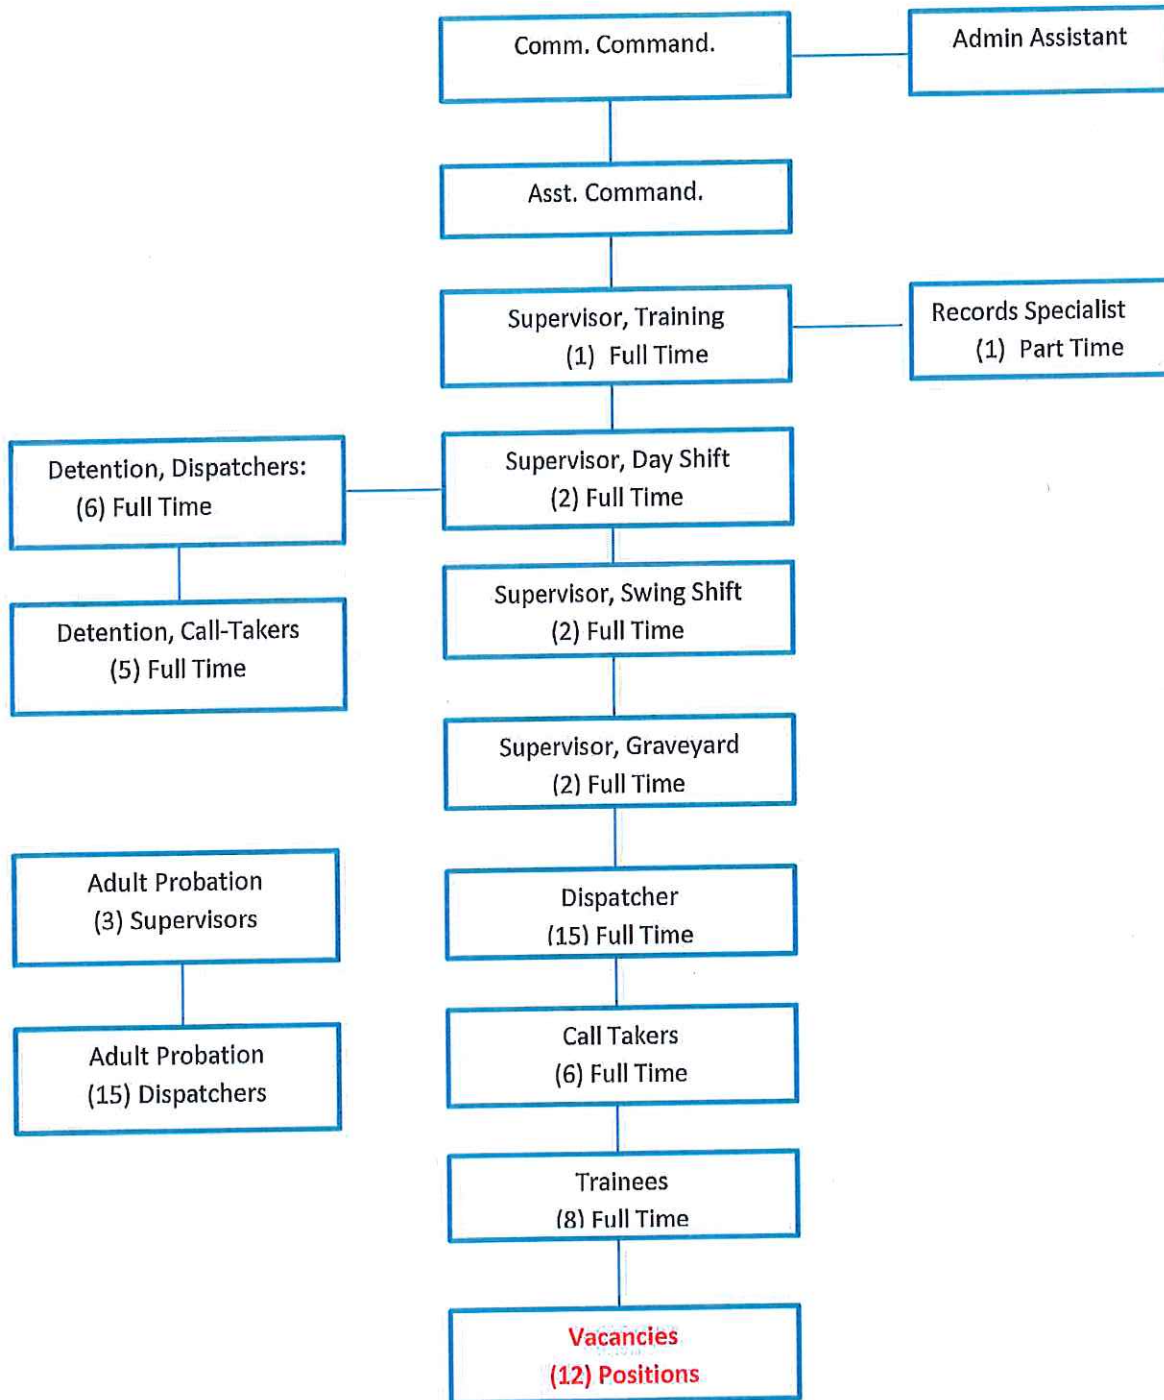 Comm. Command.
Admin Assistant
Asst. Command.
Supervisor, Training
(1) Full Time
Records Specialist
(1) Part Time
Detention, Dispatchers:
(6) Full Time
Supervisor, Day Shift
(2) Full Time
Supervisor, Swing Shift
(2) Full Time
Detention, Call-Takers
(5) Full Time
Supervisor, Graveyard
(2) Full Time
Adult Probation
(3) Supervisors
Dispatcher
(15) Full Time
Adult Probation
(15) Dispatchers
Call Takers
(6) Full Time
Trainees
(8) Full Time
Vacancies
(12) Positions